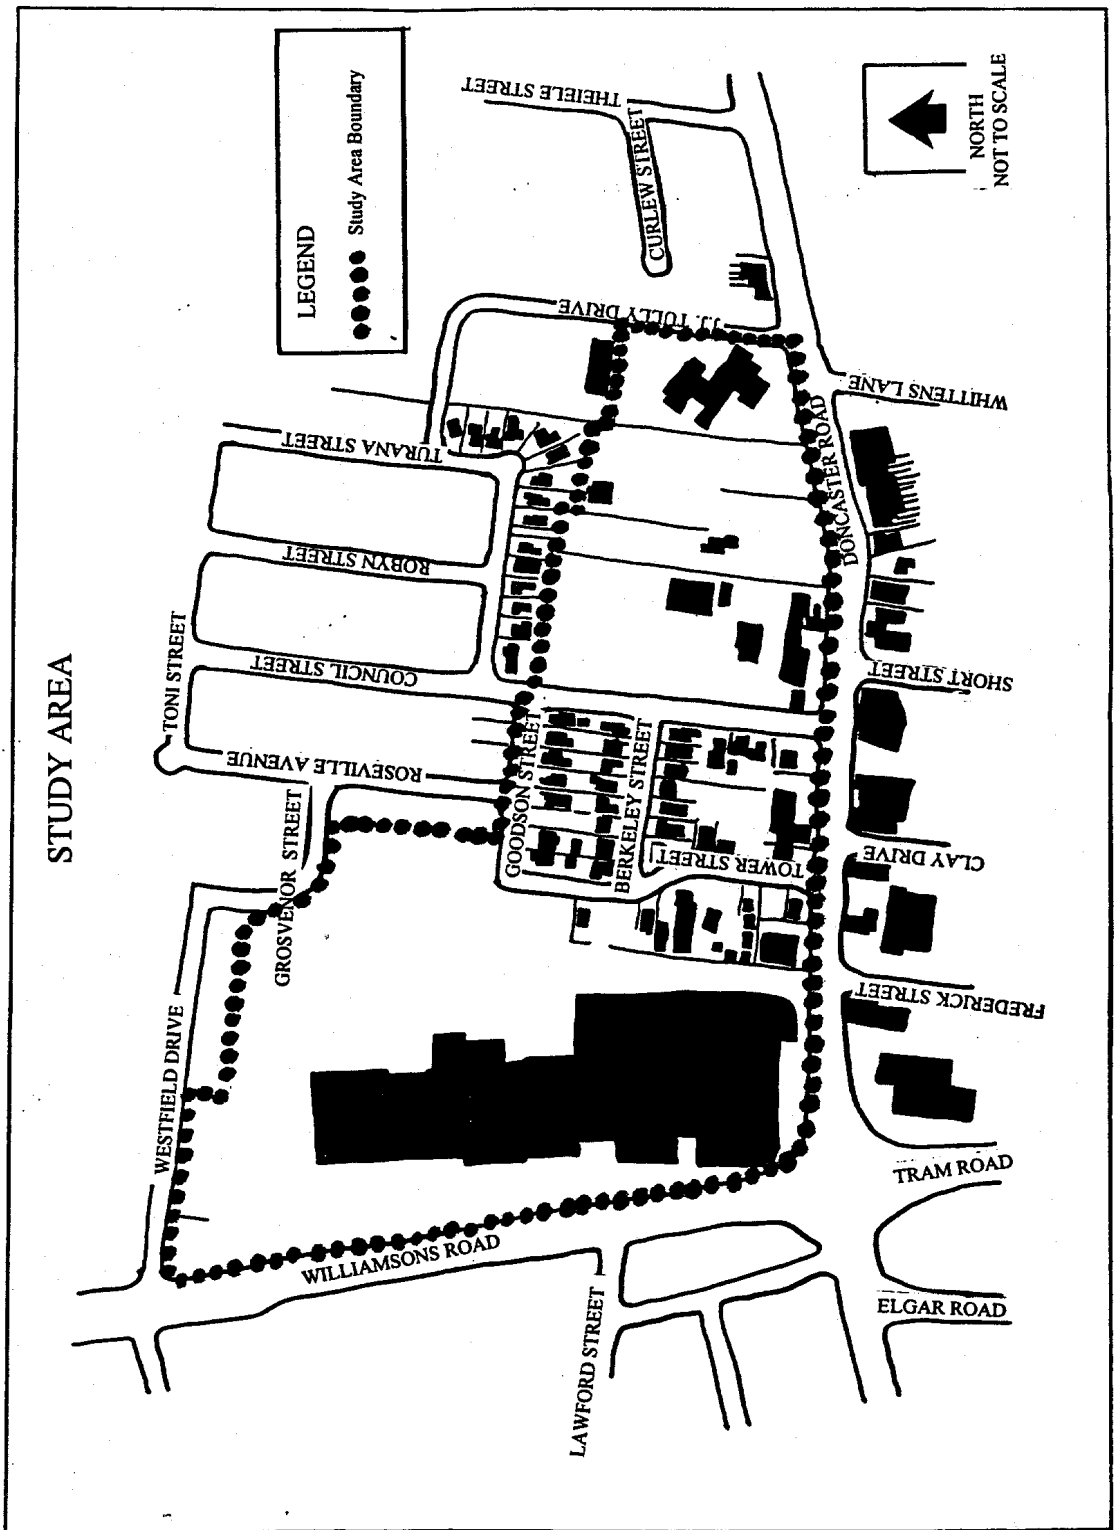 STUDY AREA
LEGEND
Study Area Boundary
NORTH
NOT TO SCALE
THEIELE STREET
CURLEW STREET
J.J. TULLY DRIVE
WHITTENS LANE
DONCASTER ROAD
TURANA STREET
ROBYN STREET
COUNCIL STREET
TONI STREET
ROSEVILLE AVENUE
GROSVENOR STREET
GOODSON STREET
BERKELEY STREET
TOWER STREET
SHORT STREET
CLAY DRIVE
FREDERICK STREET
WESTFIELD DRIVE
WILLIAMSONS ROAD
LAWFORD STREET
TRAM ROAD
ELGAR ROAD